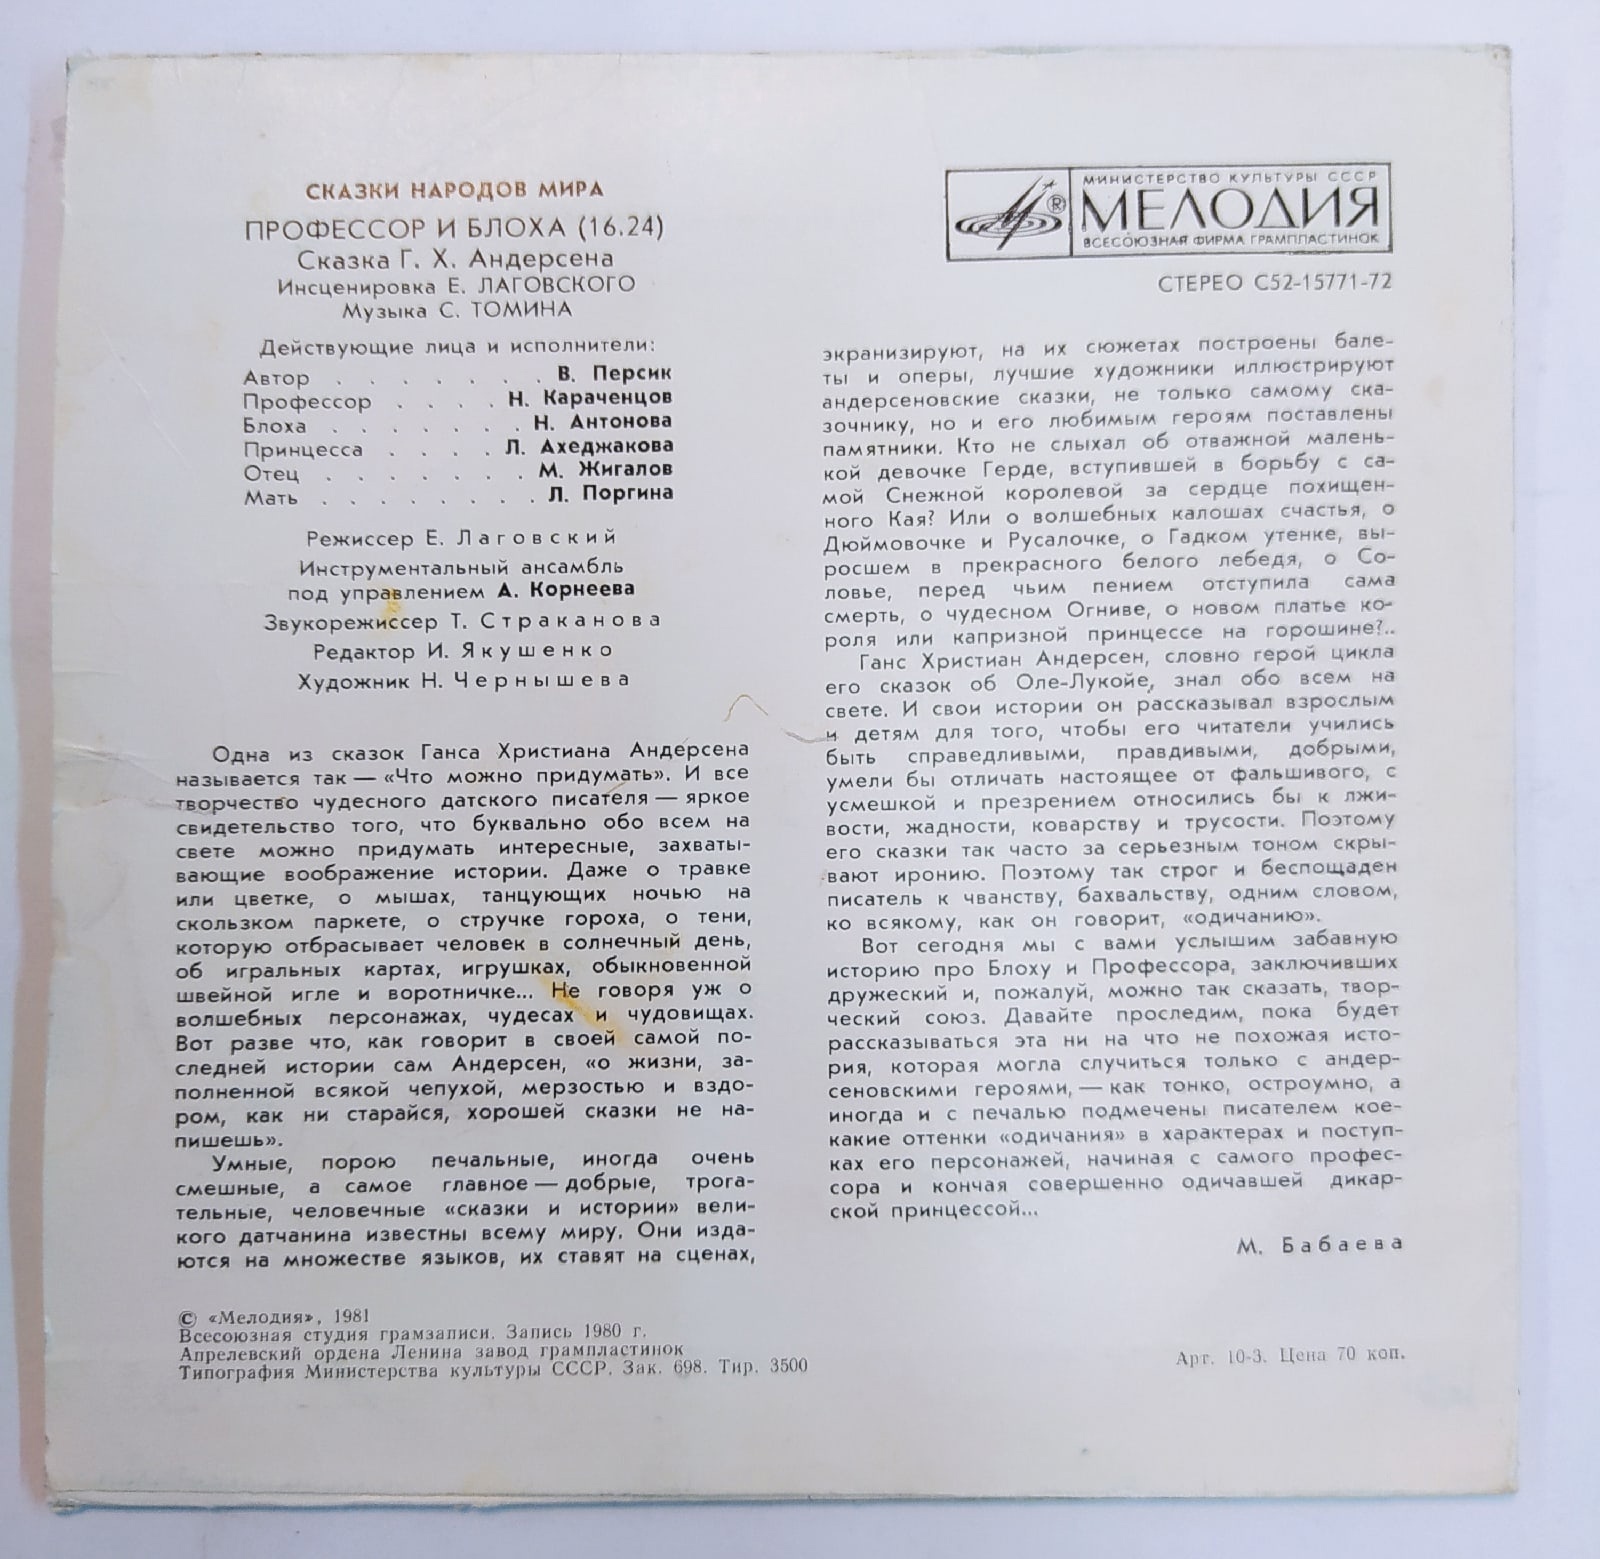 СКАЗКИ НАРОДОВ МИРА
ПРОФЕССОР И БЛОХА (16.24)
Сказка Г. Х. Андерсена
Инсценировка Е. ЛАГОВСКОГО
Музыка С. ТОМИНА
Действующие лица и исполнители:
Автор . . . . . . . В. Персик
Профессор . . . . Н. Караченцов
Блоха . . . . . . . Н. Антонова
Принцесса . . . . Л. Ахеджакова
Отец . . . . . . . М. Жигалов
Мать . . . . . . . . Л. Поргина
Режиссер Е. Лаговский
Инструментальный ансамбль
под управлением А. Корнеева
Звукорежиссер Т. Страканова
Редактор И. Якушенко
Художник Н. Чернышева
Одна из сказок Ганса Христиана Андерсена
называется так — «Что можно придумать». И все
творчество чудесного датского писателя — яркое
свидетельство того, что буквально обо всем на
свете можно придумать интересные, захваты-
вающие воображение истории. Даже о травке
или цветке, о мышах, танцующих ночью на
скользком паркете, о стручке гороха, о тени,
которую отбрасывает человек в солнечный день,
об игральных картах, игрушках, обыкновенной
швейной игле и воротничке... Не говоря уж о
волшебных персонажах, чудесах и чудовищах.
Вот разве что, как говорит в своей самой по-
следней истории сам Андерсен, «о жизни, за-
полненной всякой чепухой, мерзостью и вздо-
ром, как ни старайся, хорошей сказки не на-
пишешь».
Умные, порою печальные, иногда очень
смешные, а самое главное — добрые, трога-
тельные, человечные «сказки и истории» вели-
кого датчанина известны всему миру. Они изда-
ются на множестве языков, их ставят на сценах,
© «Мелодия», 1981
Всесоюзная студия грамзаписи. Запись 1980 г.
Апрелевский ордена Ленина завод грампластинок
Типография Министерства культуры СССР. Зак. 698. Тир. 3500
МИНИСТЕРСТВО КУЛЬТУРЫ СССР
® МЕЛОДИЯ
ВСЕСОЮЗНАЯ ФИРМА ГРАМПЛАСТИНОК
СТЕРЕО С52-15771-72
экранизируют, на их сюжетах построены бале-
ты и оперы, лучшие художники иллюстрируют
андерсеновские сказки, не только самому ска-
зочнику, но и его любимым героям поставлены
памятники. Кто не слыхал об отважной малень-
кой девочке Герде, вступившей в борьбу с са-
мой Снежной королевой за сердце похищен-
ного Кая? Или о волшебных калошах счастья, о
Дюймовочке и Русалочке, о Гадком утенке, вы-
росшем в прекрасного белого лебедя, о Со-
ловье, перед чьим пением отступила сама
смерть, о чудесном Огниве, о новом платье ко-
роля или капризной принцессе на горошине?..
Ганс Христиан Андерсен, словно герой цикла
его сказок об Оле-Лукойе, знал обо всем на
свете. И свои истории он рассказывал взрослым
и детям для того, чтобы его читатели учились
быть справедливыми, правдивыми, добрыми,
умели бы отличать настоящее от фальшивого, с
усмешкой и презрением относились бы к лжи-
вости, жадности, коварству и трусости. Поэтому
его сказки так часто за серьезным тоном скры-
вают иронию. Поэтому так строг и беспощаден
писатель к чванству, бахвальству, одним словом,
ко всякому, как он говорит, «одичанию».
Вот сегодня мы с вами услышим забавную
историю про Блоху и Профессора, заключивших
дружеский и, пожалуй, можно так сказать, твор-
ческий союз. Давайте проследим, пока будет
рассказываться эта ни на что не похожая исто-
рия, которая могла случиться только с андер-
сеновскими героями, — как тонко, остроумно, а
иногда и с печалью подмечены писателем кое-
какие оттенки «одичания» в характерах и поступ-
ках его персонажей, начиная с самого профес-
сора и кончая совершенно одичавшей дикар-
ской принцессой...
М. Бабаева
Арт. 10-3. Цена 70 коп.